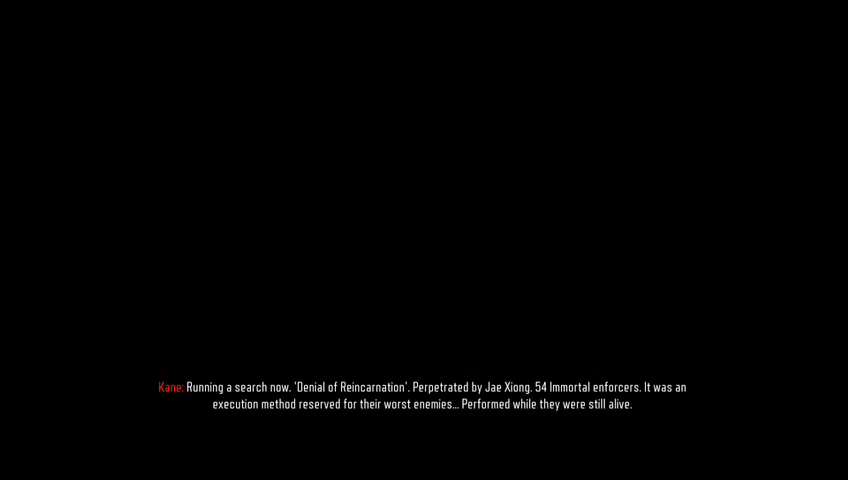 Kane: Running a search now. 'Denial of Reincarnation'. Perpetrated by Jae Xiong. 54 Immortal enforcers. It was an
execution method reserved for their worst enemies... Performed while they were still alive.